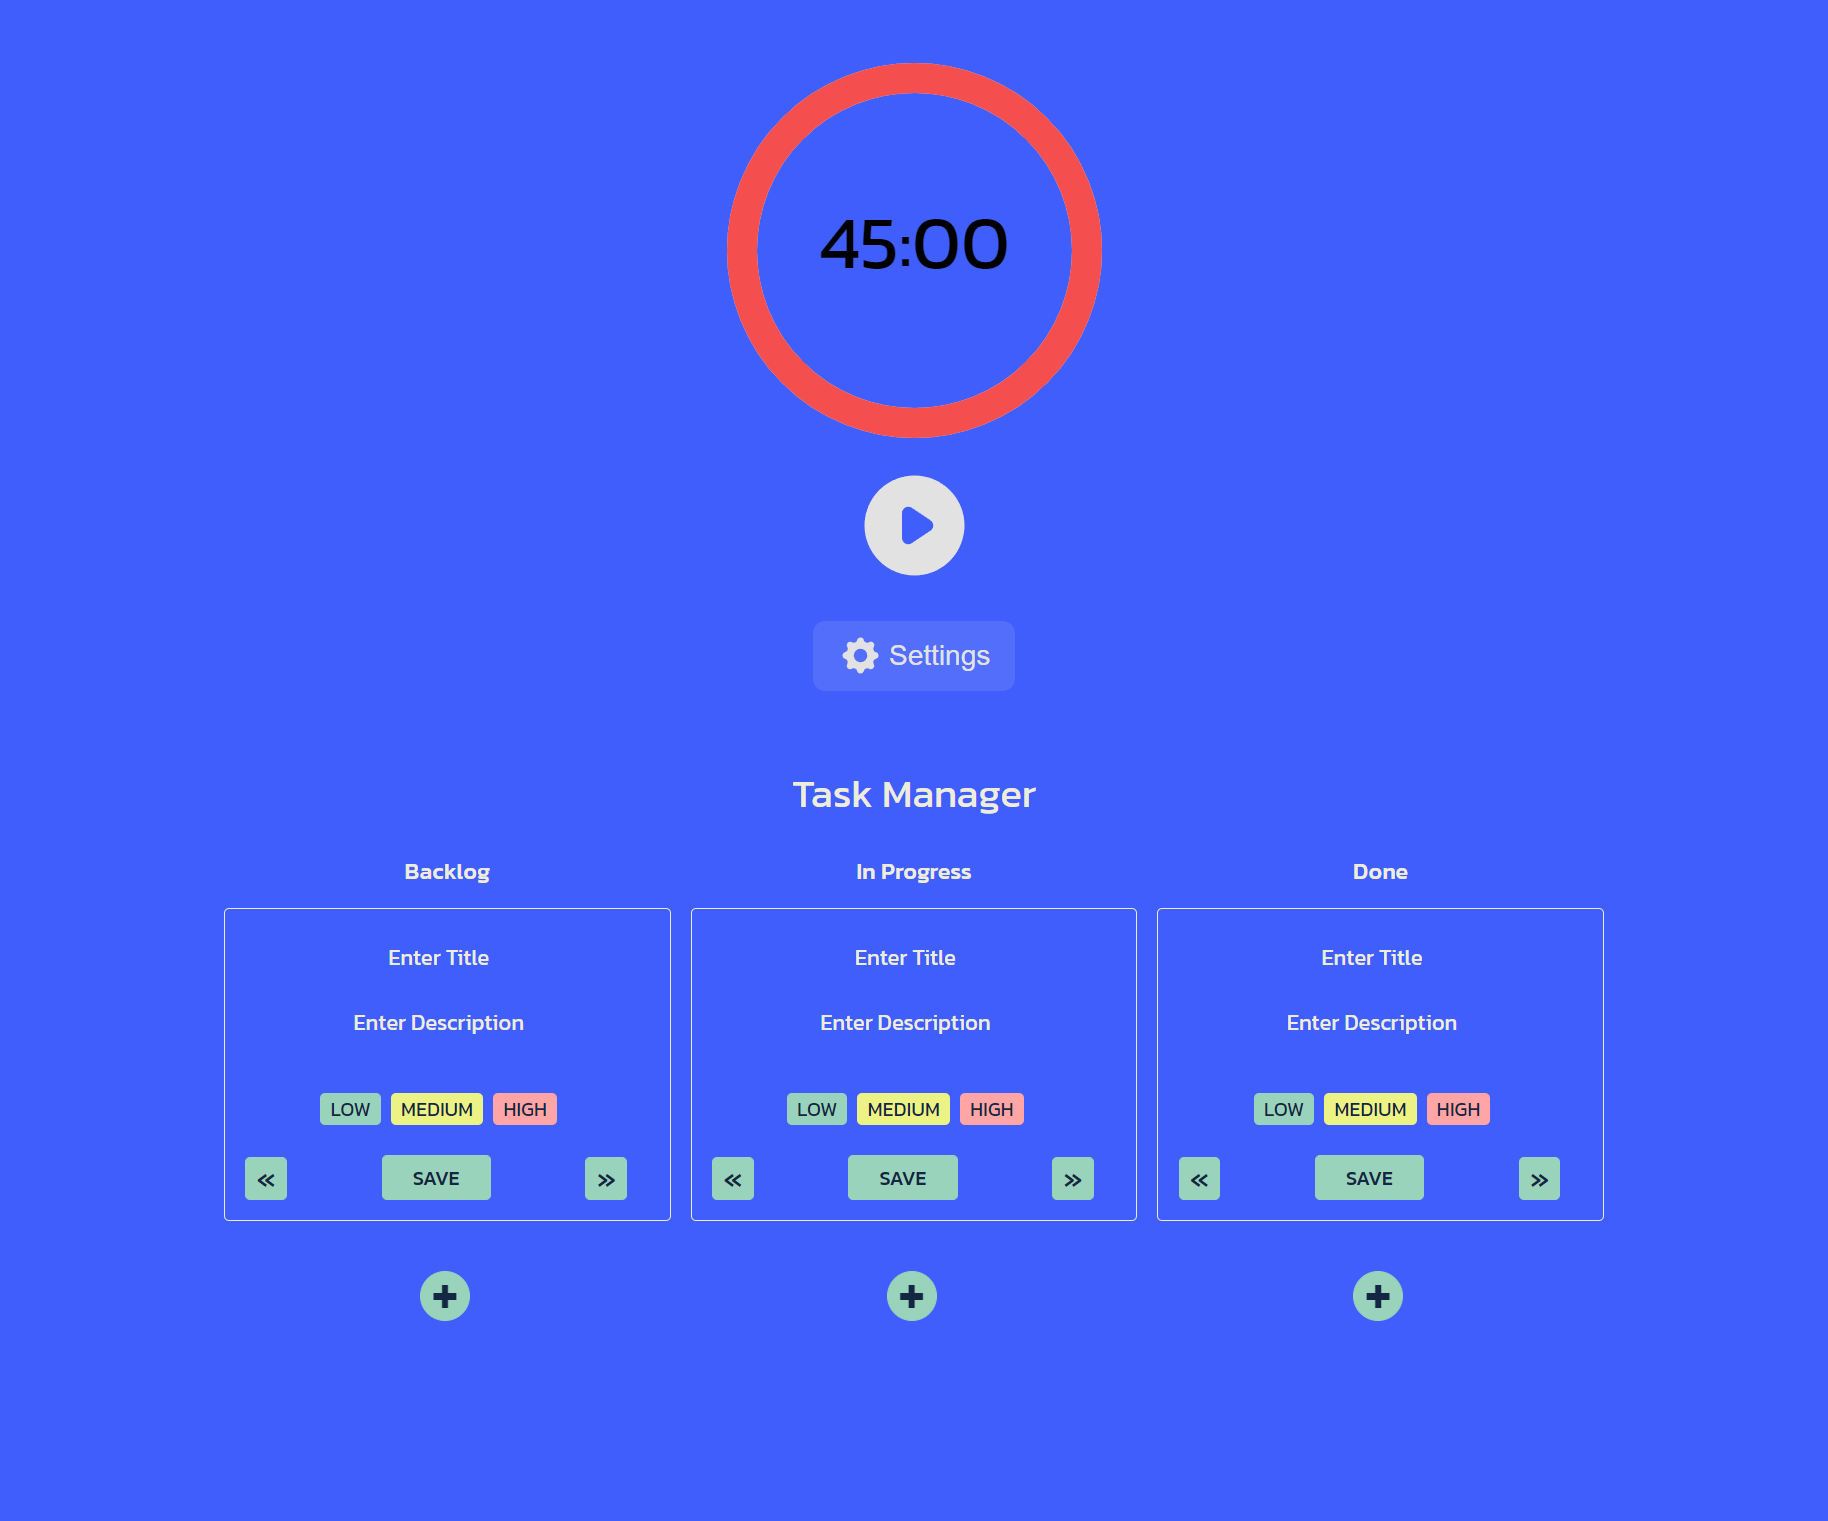 45:00
Settings
Task Manager
Backlog In Progress Done
Enter Title Enter Title Enter Title
Enter Description Enter Description Enter Description
LOW MEDIUM HIGH LOW MEDIUM HIGH LOW MEDIUM HIGH
« SAVE » « SAVE » « SAVE »